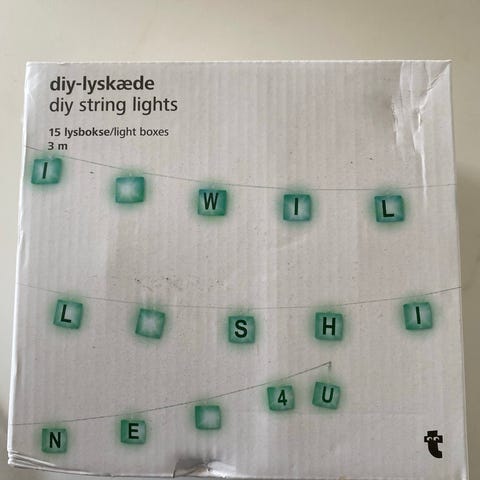 diy-lyskæde
diy string lights
15 lysbokse/light boxes
3 m
I W I L
L S H I
N E 4 U